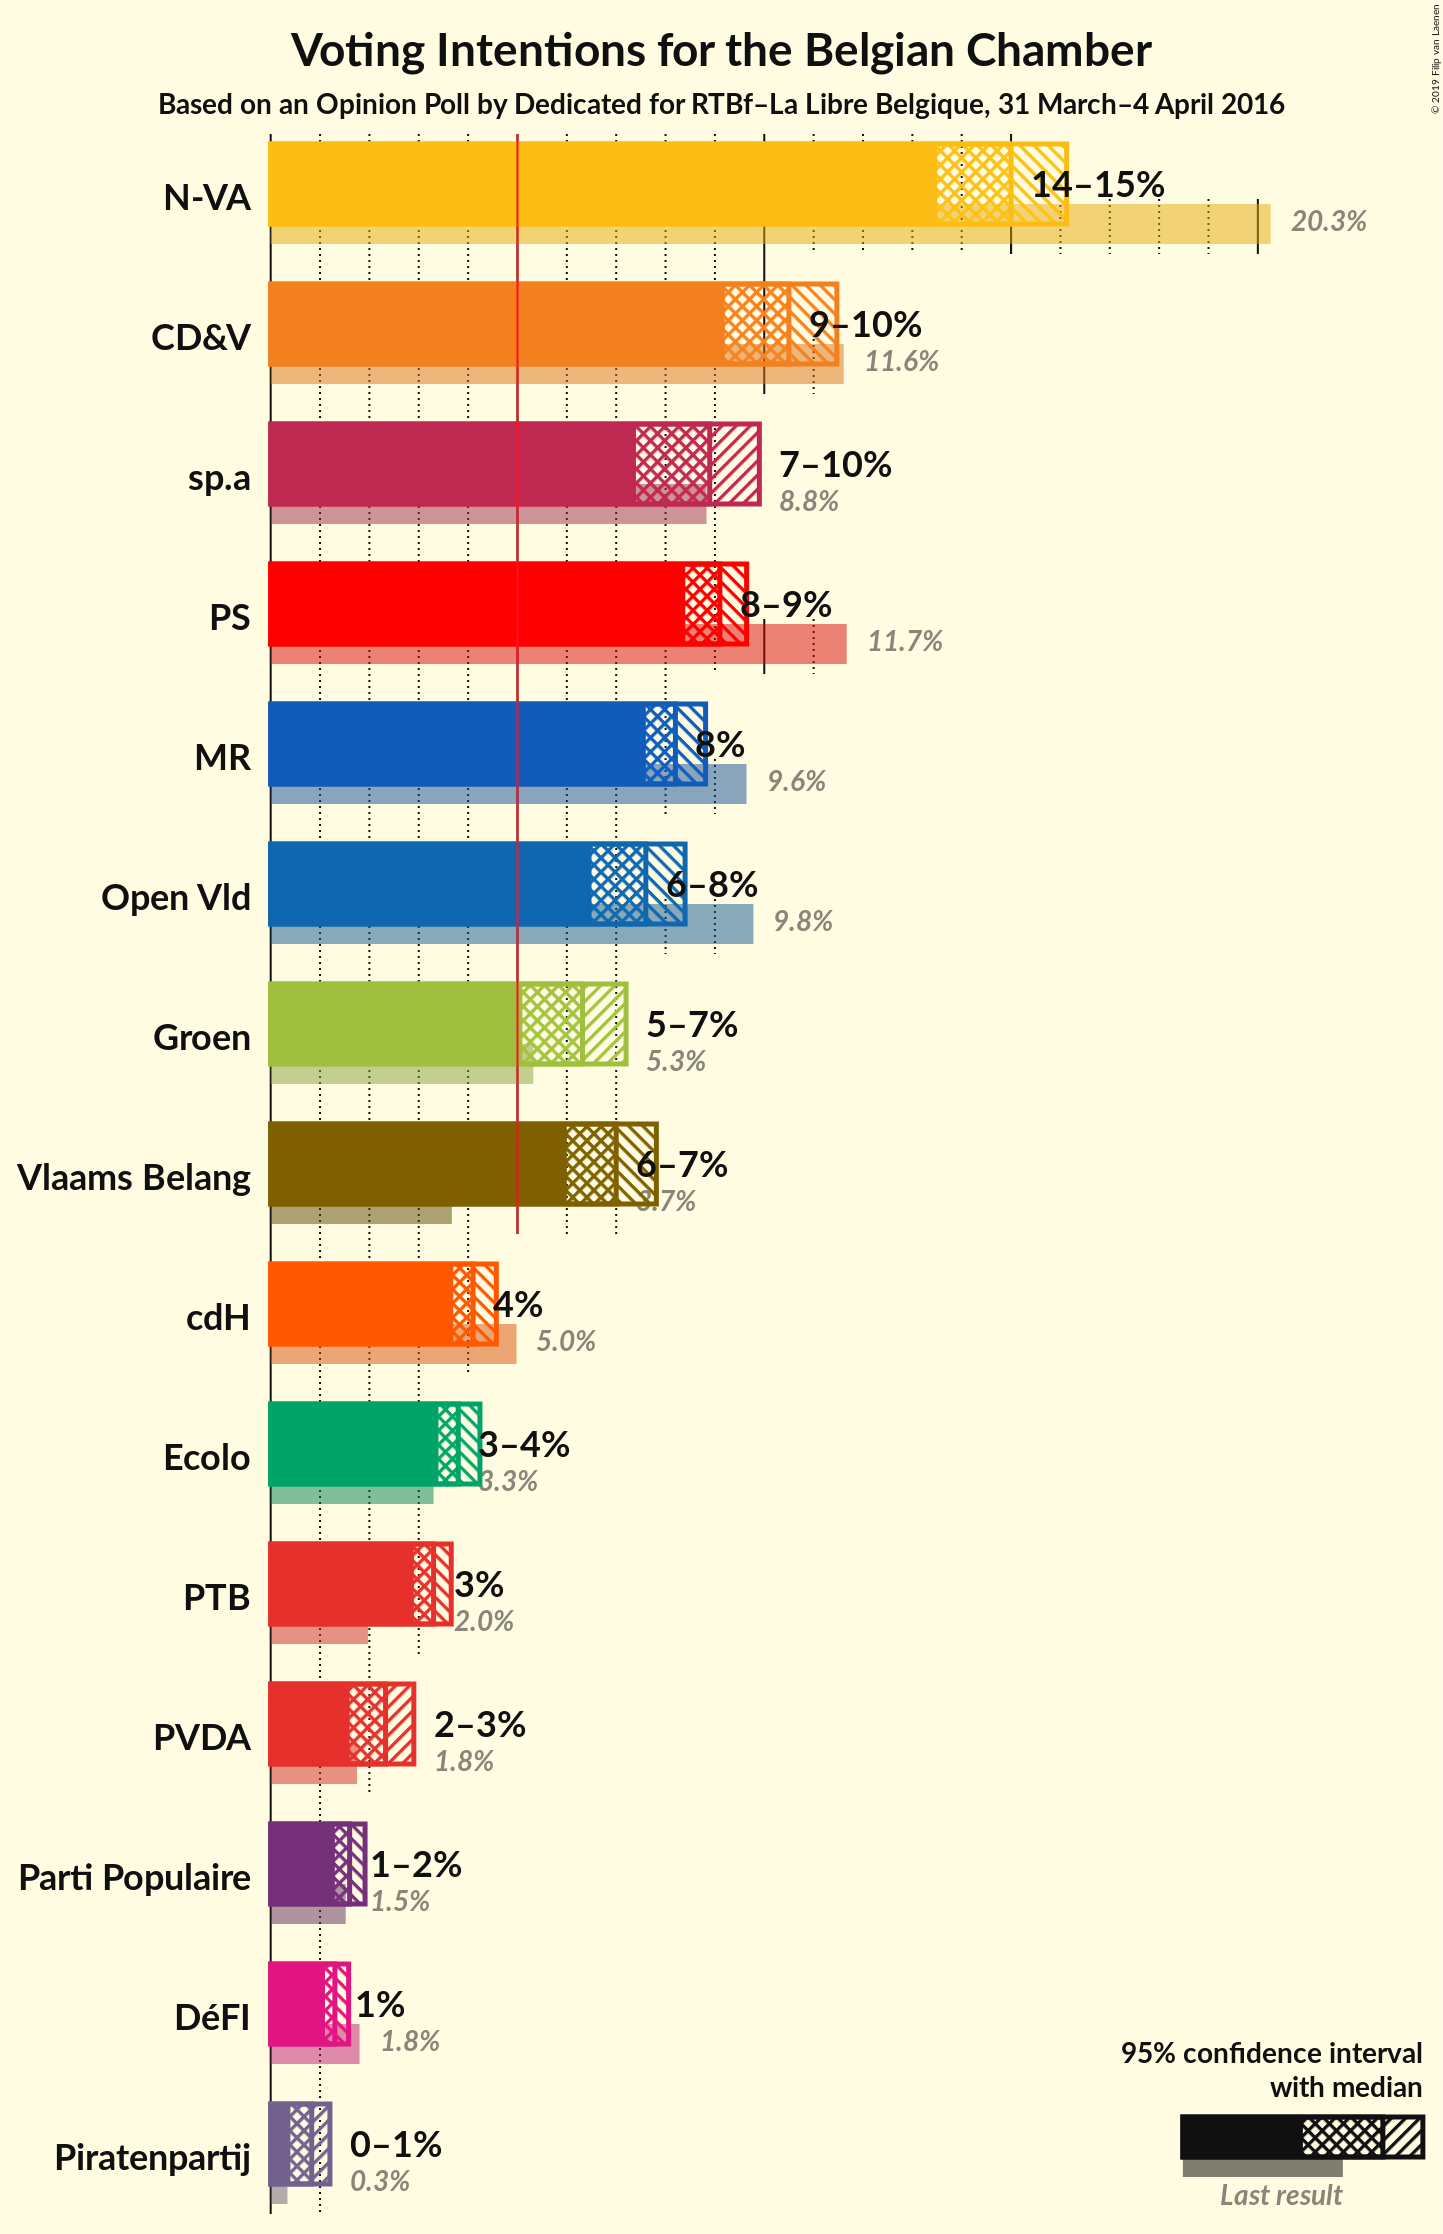 Voting Intentions for the Belgian Chamber
Based on an Opinion Poll by Dedicated for RTBf–La Libre Belgique, 31 March–4 April 2016
© 2019 Filip van Laenen
N-VA
14–15%
20.3%
CD&V
9–10%
11.6%
sp.a
7–10%
8.8%
PS
8–9%
11.7%
MR
8%
9.6%
Open Vld
6–8%
9.8%
Groen
5–7%
5.3%
Vlaams Belang
6–7%
3.7%
cdH
4%
5.0%
Ecolo
3–4%
3.3%
PTB
3%
2.0%
PVDA
2–3%
1.8%
Parti Populaire
1–2%
1.5%
DéFI
1%
1.8%
Piratenpartij
0–1%
0.3%
95% confidence interval
with median
Last result